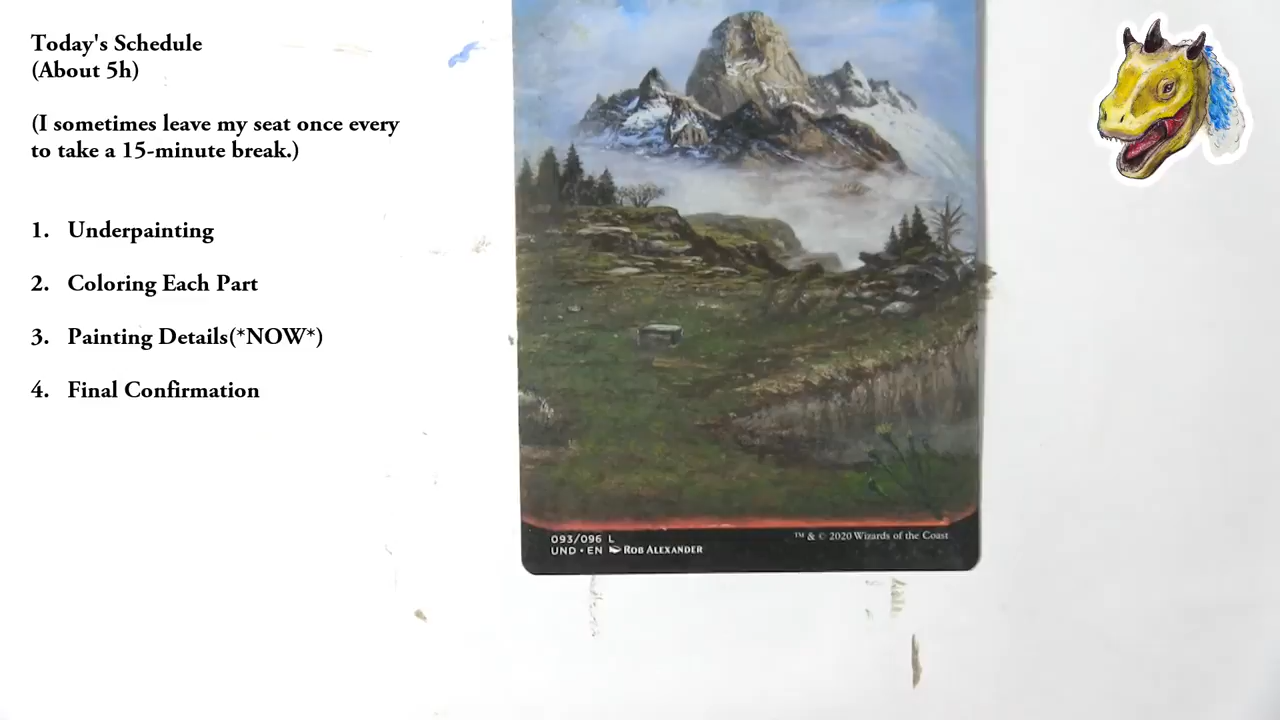 Today's Schedule
(About 5h)
(I sometimes leave my seat once every
to take a 15-minute break.)
1. Underpainting
2. Coloring Each Part
3. Painting Details(*NOW*)
4. Final Confirmation
093/096 L
UND • EN Rob Alexander
™ & © 2020 Wizards of the Coast